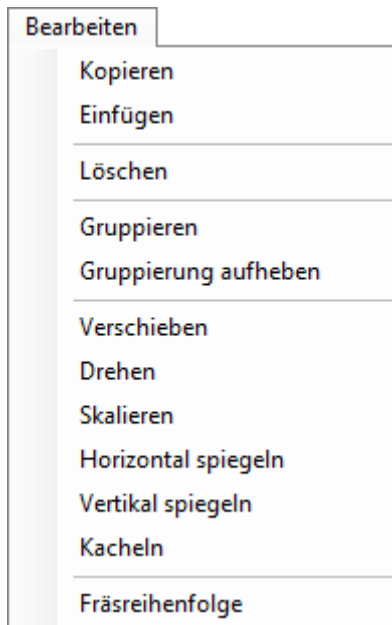 Bearbeiten
Kopieren
Einfügen
Löschen
Gruppieren
Gruppierung aufheben
Verschieben
Drehen
Skalieren
Horizontal spiegeln
Vertikal spiegeln
Kacheln
Fräsreihenfolge